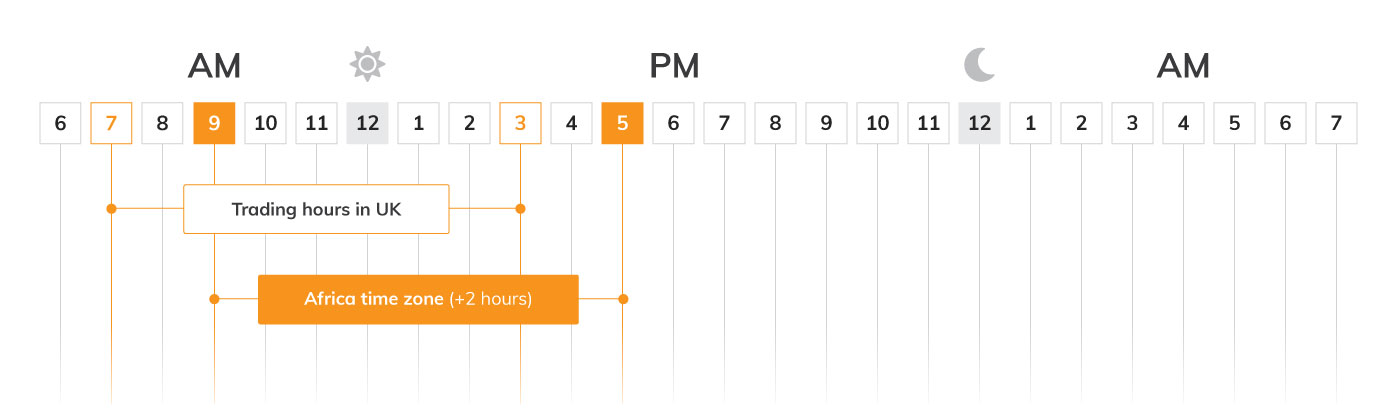 AM PM AM
6 7 8 9 10 11 12 1 2 3 4 5 6 7 8 9 10 11 12 1 2 3 4 5 6 7
Trading hours in UK
Africa time zone (+2 hours)